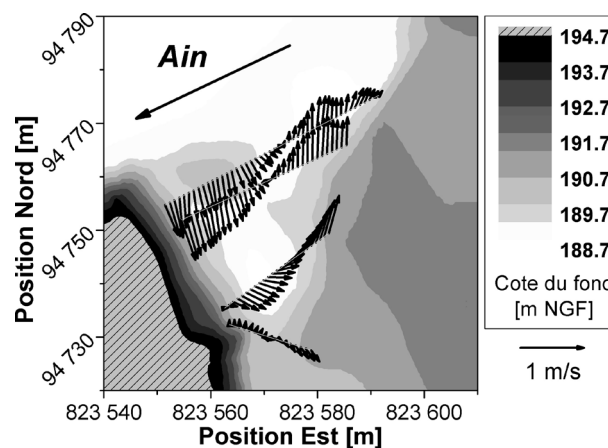 94 790
94 770
94 750
94 730
Position Nord [m]
Ain
823 540
823 560
823 580
823 600
Position Est [m]
194.7
193.7
192.7
191.7
190.7
189.7
188.7
Cote du fond
[m NGF]
1 m/s